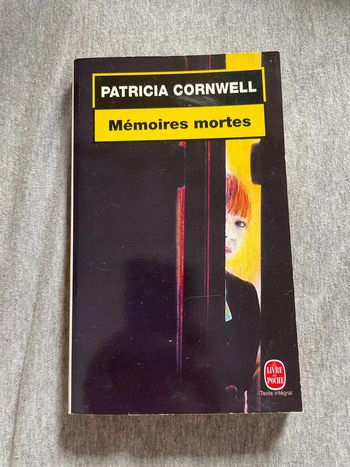 PATRICIA CORNWELL
Mémoires mortes
Le
LIVRE
de
POCHE
Texte intégral